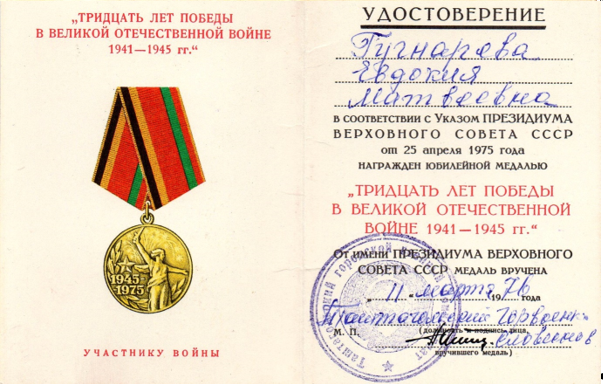 „ТРИДЦАТЬ ЛЕТ ПОБЕДЫ
В ВЕЛИКОЙ ОТЕЧЕСТВЕННОЙ ВОЙНЕ
1941—1945 гг.“
1945
1975
УЧАСТНИКУ ВОЙНЫ
УДОСТОВЕРЕНИЕ
Гугнарева
Евдокия
Матвеевна
В СООТВЕТСТВИИ С УКАЗОМ ПРЕЗИДИУМА
ВЕРХОВНОГО СОВЕТА СССР
от 25 апреля 1975 года
НАГРАЖДЕН ЮБИЛЕЙНОЙ МЕДАЛЬЮ
„ТРИДЦАТЬ ЛЕТ ПОБЕДЫ
В ВЕЛИКОЙ ОТЕЧЕСТВЕННОЙ
ВОЙНЕ 1941—1945 гг.“
От имени ПРЕЗИДИУМА ВЕРХОВНОГО
СОВЕТА СССР МЕДАЛЬ ВРУЧЕНА
„11“ марта 1976 года
М. П.
(должность и подпись лица,
вручившего медаль)